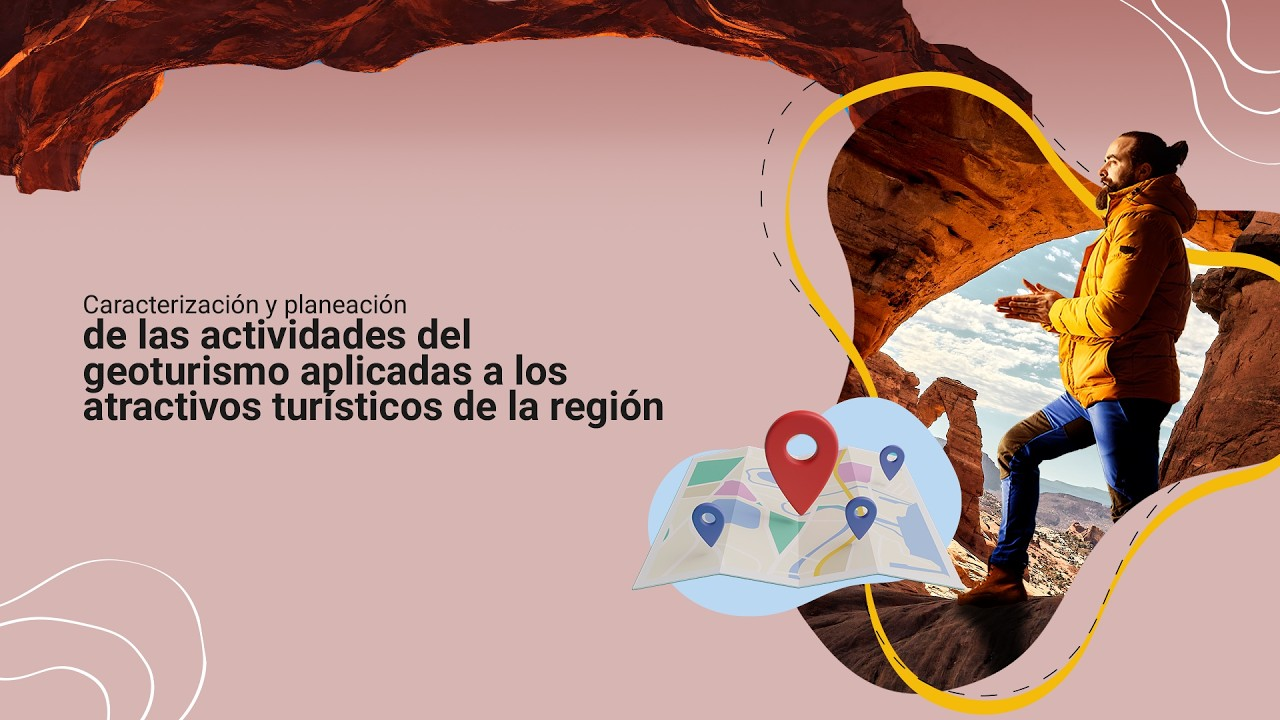 Caracterización y planeación
de las actividades del
geoturismo aplicadas a los
atractivos turísticos de la región